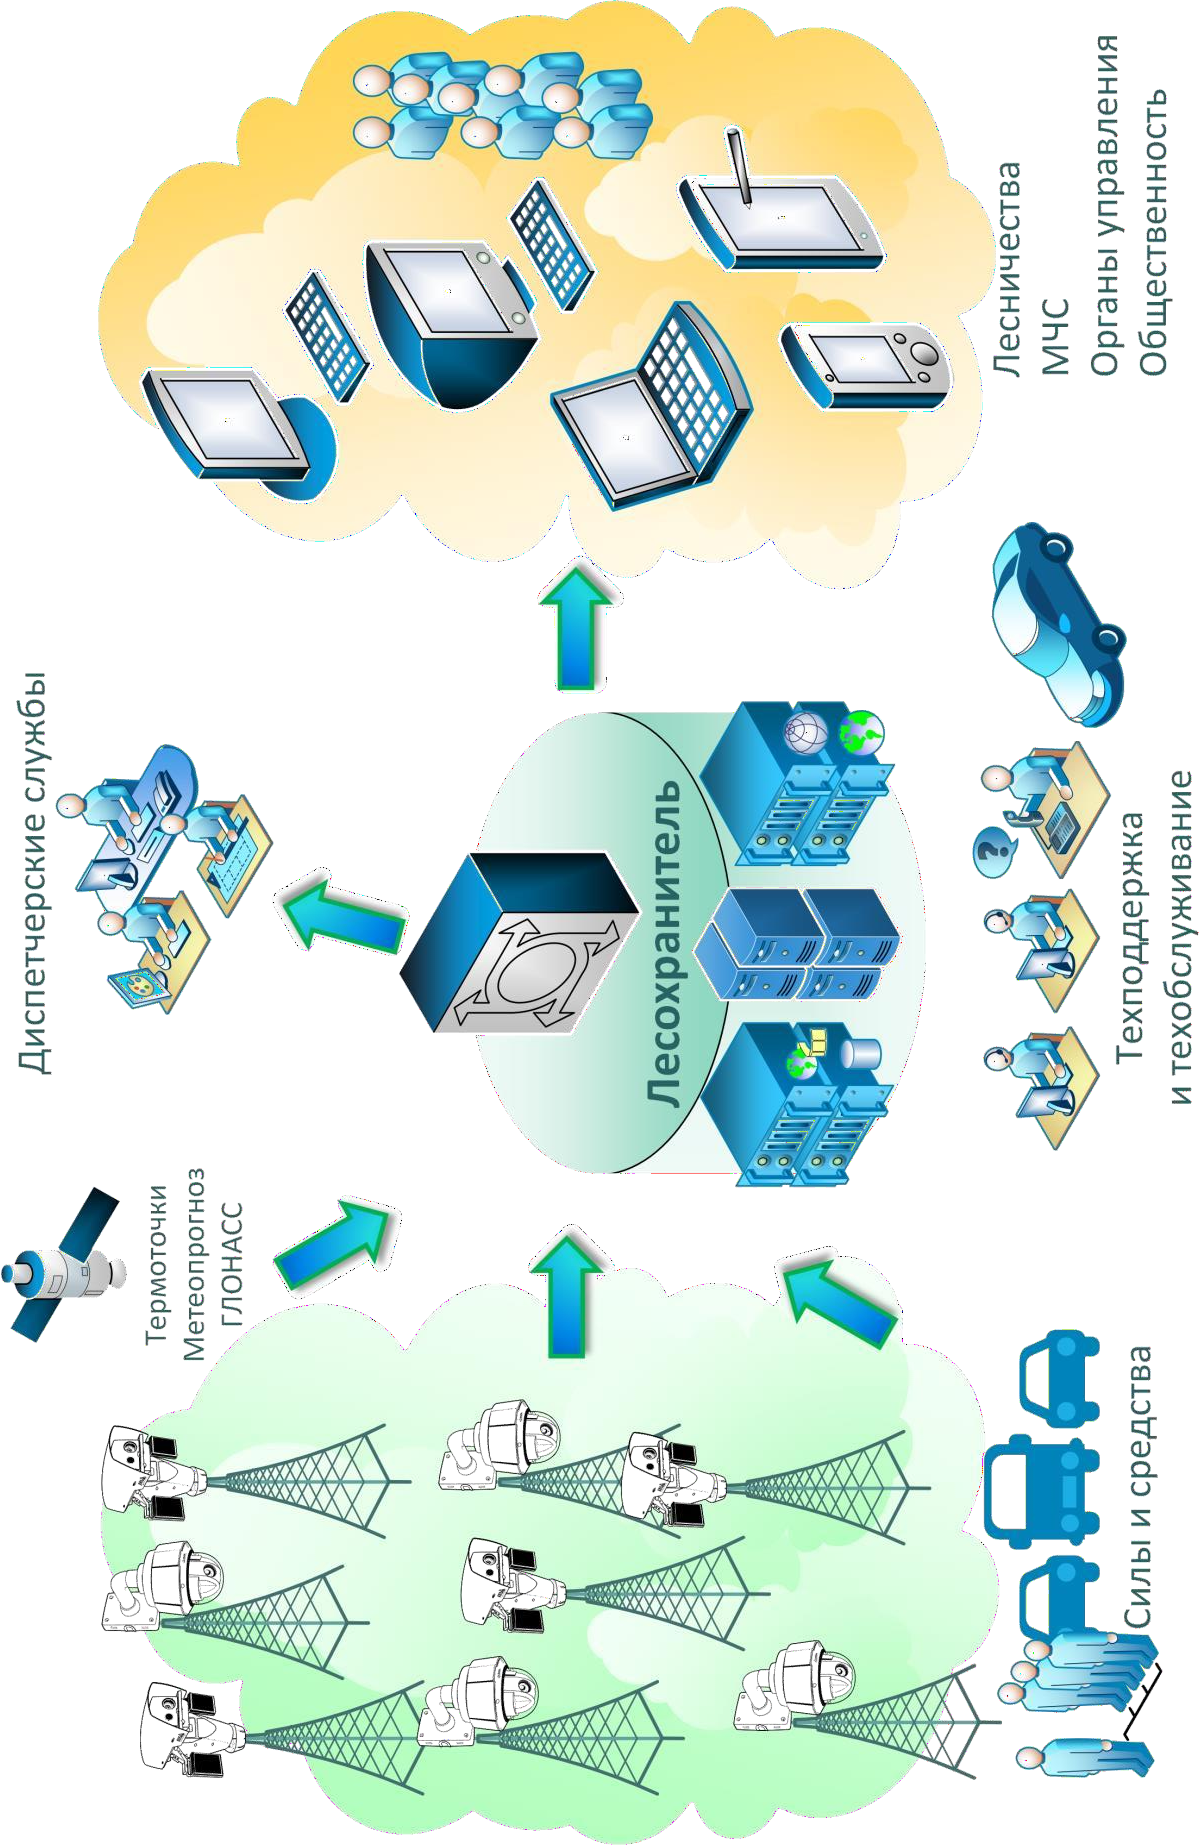 Термоточки
Метеопрогноз
ГЛОНАСС
Диспетчерские службы
Лесохранитель
Силы и средства
Техподдержка
и техобслуживание
Лесничества
МЧС
Органы управления
Общественность
?